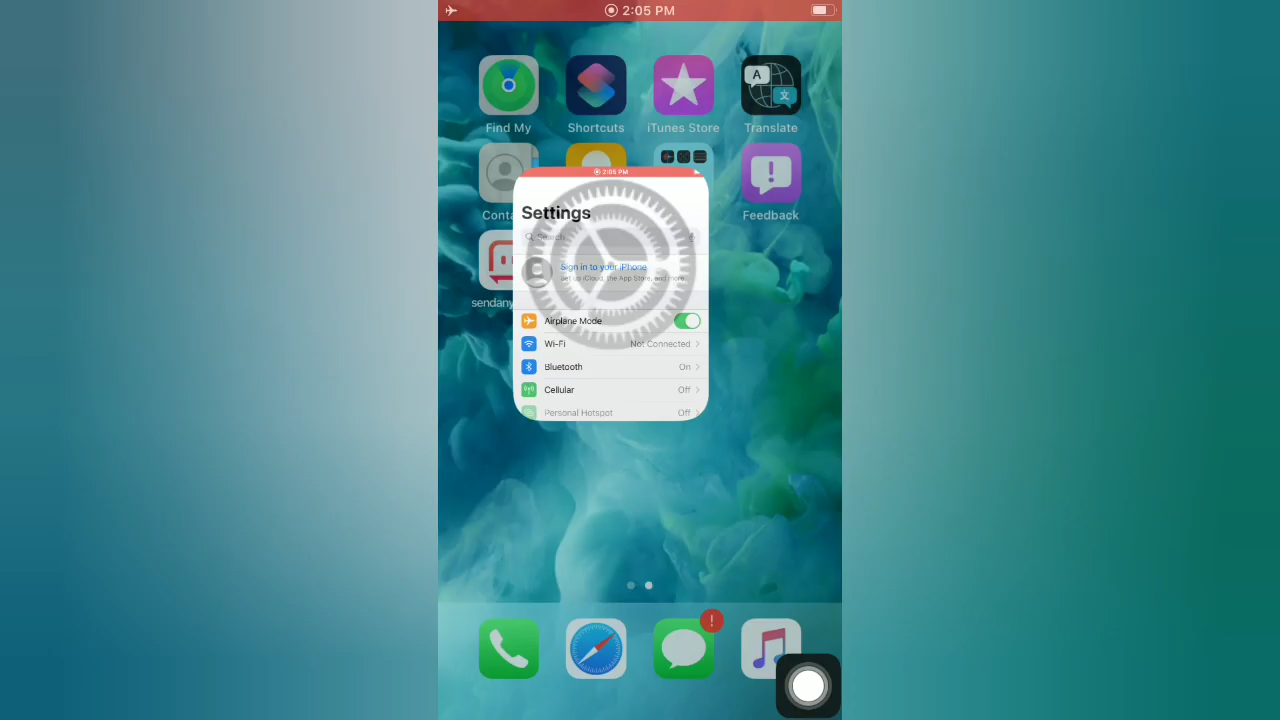 2:05 PM
Find My
Shortcuts
iTunes Store
Translate
A
文
Conta
Feedback
sendany
2:05 PM
Settings
Search
Sign in to your iPhone
Set up iCloud, the App Store, and more.
Airplane Mode
Wi-Fi Not Connected
Bluetooth On
Cellular Off
Personal Hotspot Off